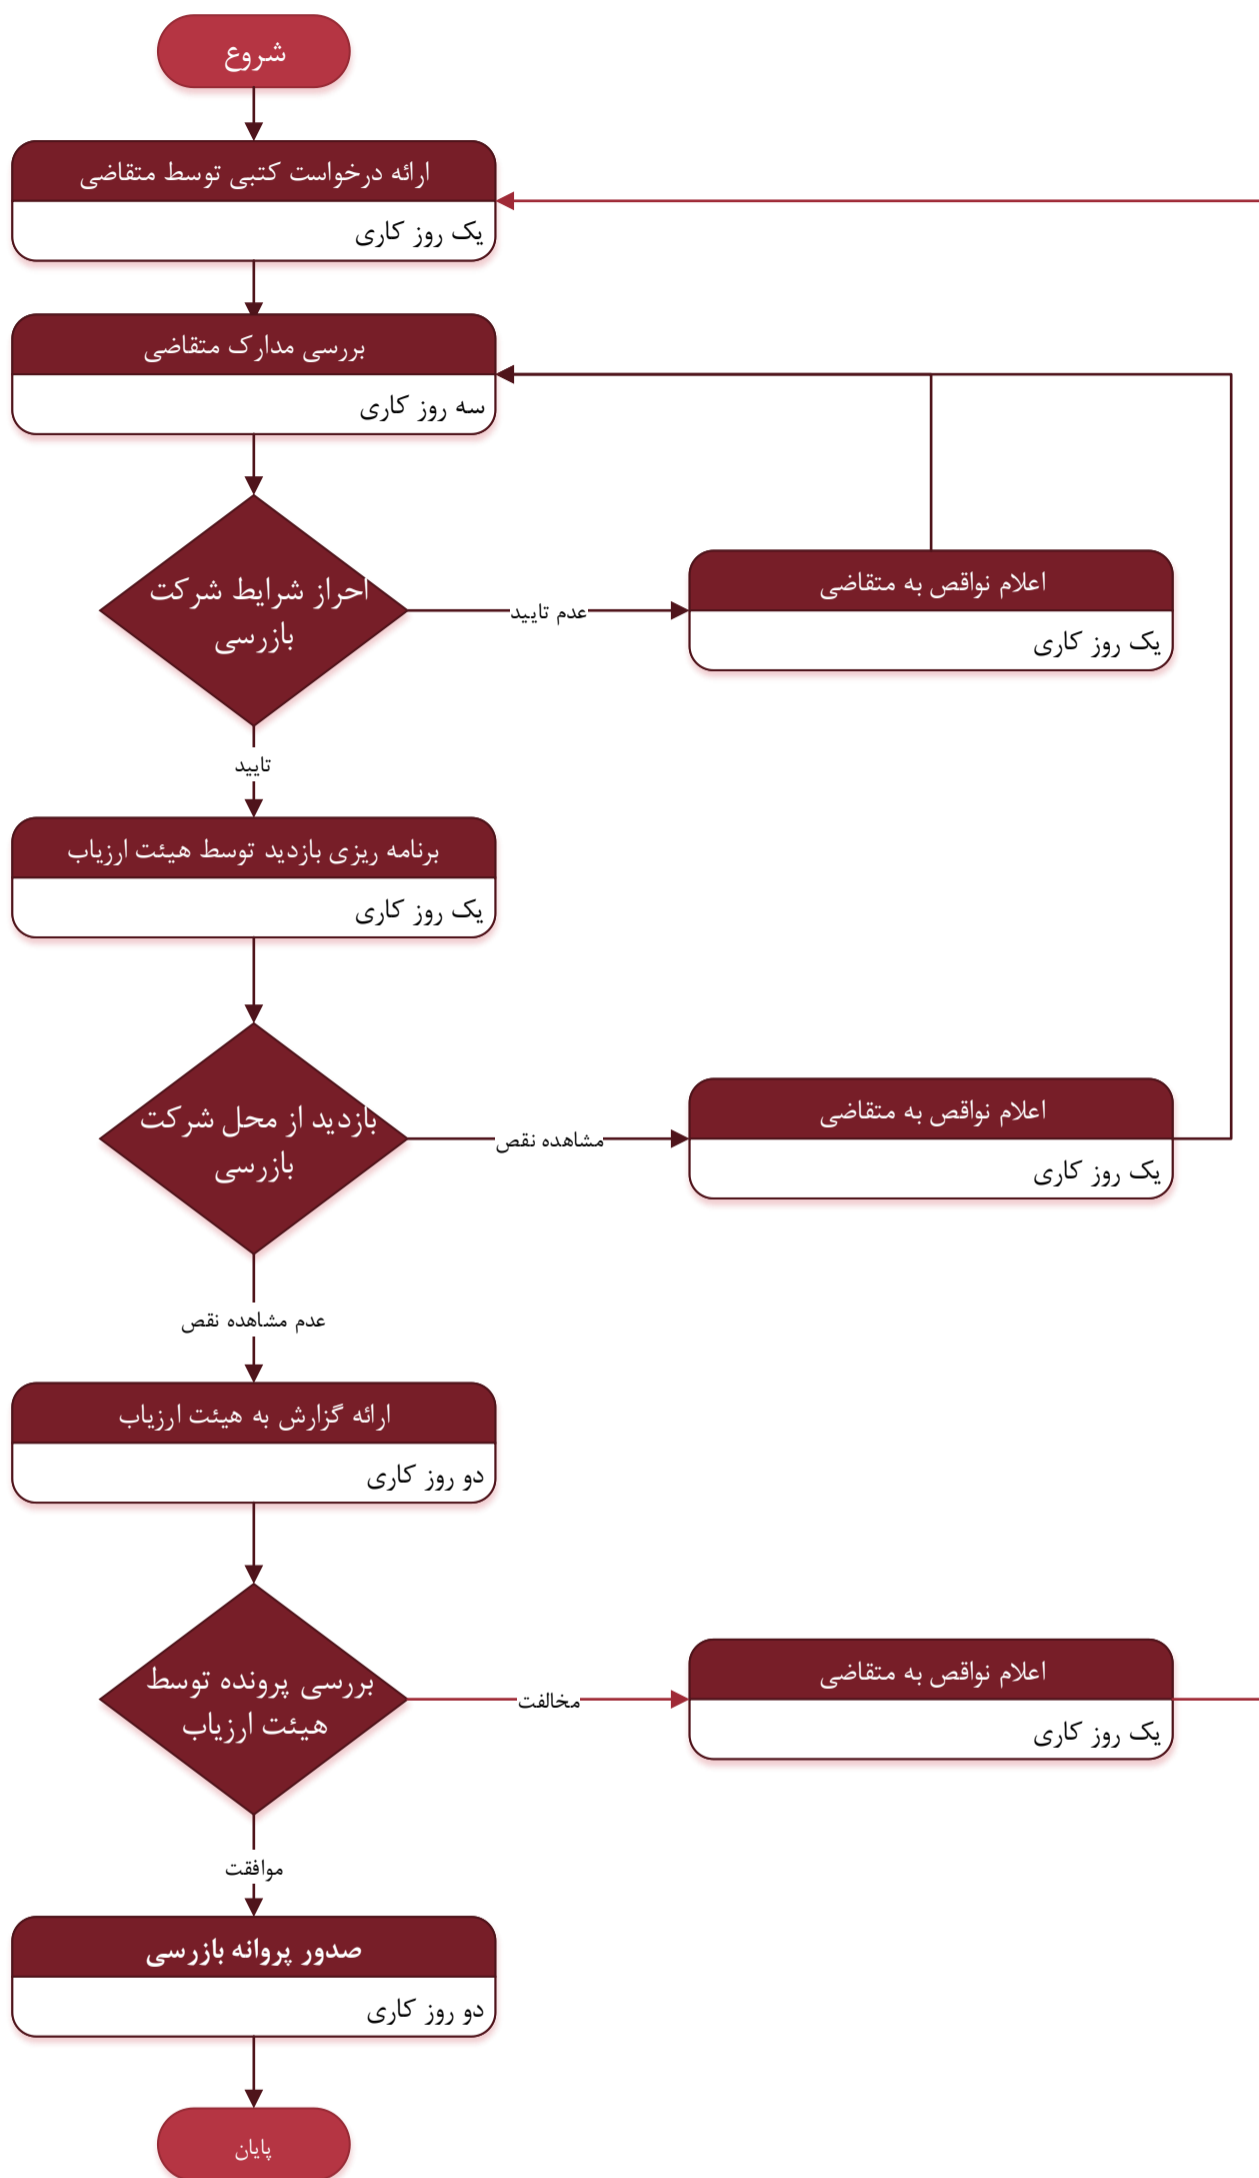 شروع
ارائه درخواست کتبی توسط متقاضی
یک روز کاری
بررسی مدارک متقاضی
سه روز کاری
احراز شرایط شرکت
بازرسی
عدم تایید
اعلام نواقص به متقاضی
یک روز کاری
تایید
برنامه ریزی بازدید توسط هیئت ارزیاب
یک روز کاری
بازدید از محل شرکت
بازرسی
مشاهده نقص
اعلام نواقص به متقاضی
یک روز کاری
عدم مشاهده نقص
ارائه گزارش به هیئت ارزیاب
دو روز کاری
بررسی پرونده توسط
هیئت ارزیاب
مخالفت
اعلام نواقص به متقاضی
یک روز کاری
موافقت
صدور پروانه بازرسی
دو روز کاری
پایان